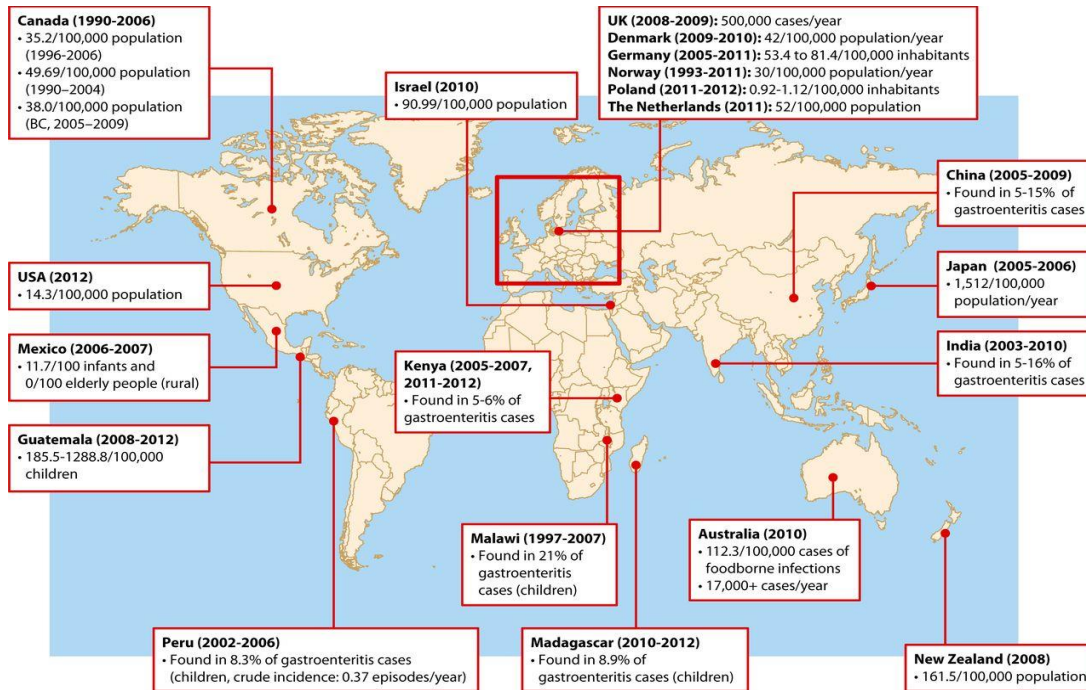 Canada (1990-2006)
• 35.2/100,000 population
(1996-2006)
• 49.69/100,000 population
(1990–2004)
• 38.0/100,000 population
(BC, 2005–2009)
Israel (2010)
• 90.99/100,000 population
UK (2008-2009): 500,000 cases/year
Denmark (2009-2010): 42/100,000 population/year
Germany (2005-2011): 53.4 to 81.4/100,000 inhabitants
Norway (1993-2011): 30/100,000 population/year
Poland (2011-2012): 0.92-1.12/100,000 inhabitants
The Netherlands (2011): 52/100,000 population
China (2005-2009)
• Found in 5-15% of
gastroenteritis cases
USA (2012)
• 14.3/100,000 population
Japan (2005-2006)
• 1,512/100,000
population/year
Mexico (2006-2007)
• 11.7/100 infants and
0/100 elderly people (rural)
Kenya (2005-2007,
2011-2012)
• Found in 5-6% of
gastroenteritis cases
India (2003-2010)
• Found in 5-16% of
gastroenteritis cases
Guatemala (2008-2012)
• 185.5-1288.8/100,000
children
Malawi (1997-2007)
• Found in 21% of
gastroenteritis
cases (children)
Australia (2010)
• 112.3/100,000 cases of
foodborne infections
• 17,000+ cases/year
Peru (2002-2006)
• Found in 8.3% of gastroenteritis cases
(children, crude incidence: 0.37 episodes/year)
Madagascar (2010-2012)
• Found in 8.9% of
gastroenteritis cases (children)
New Zealand (2008)
• 161.5/100,000 population